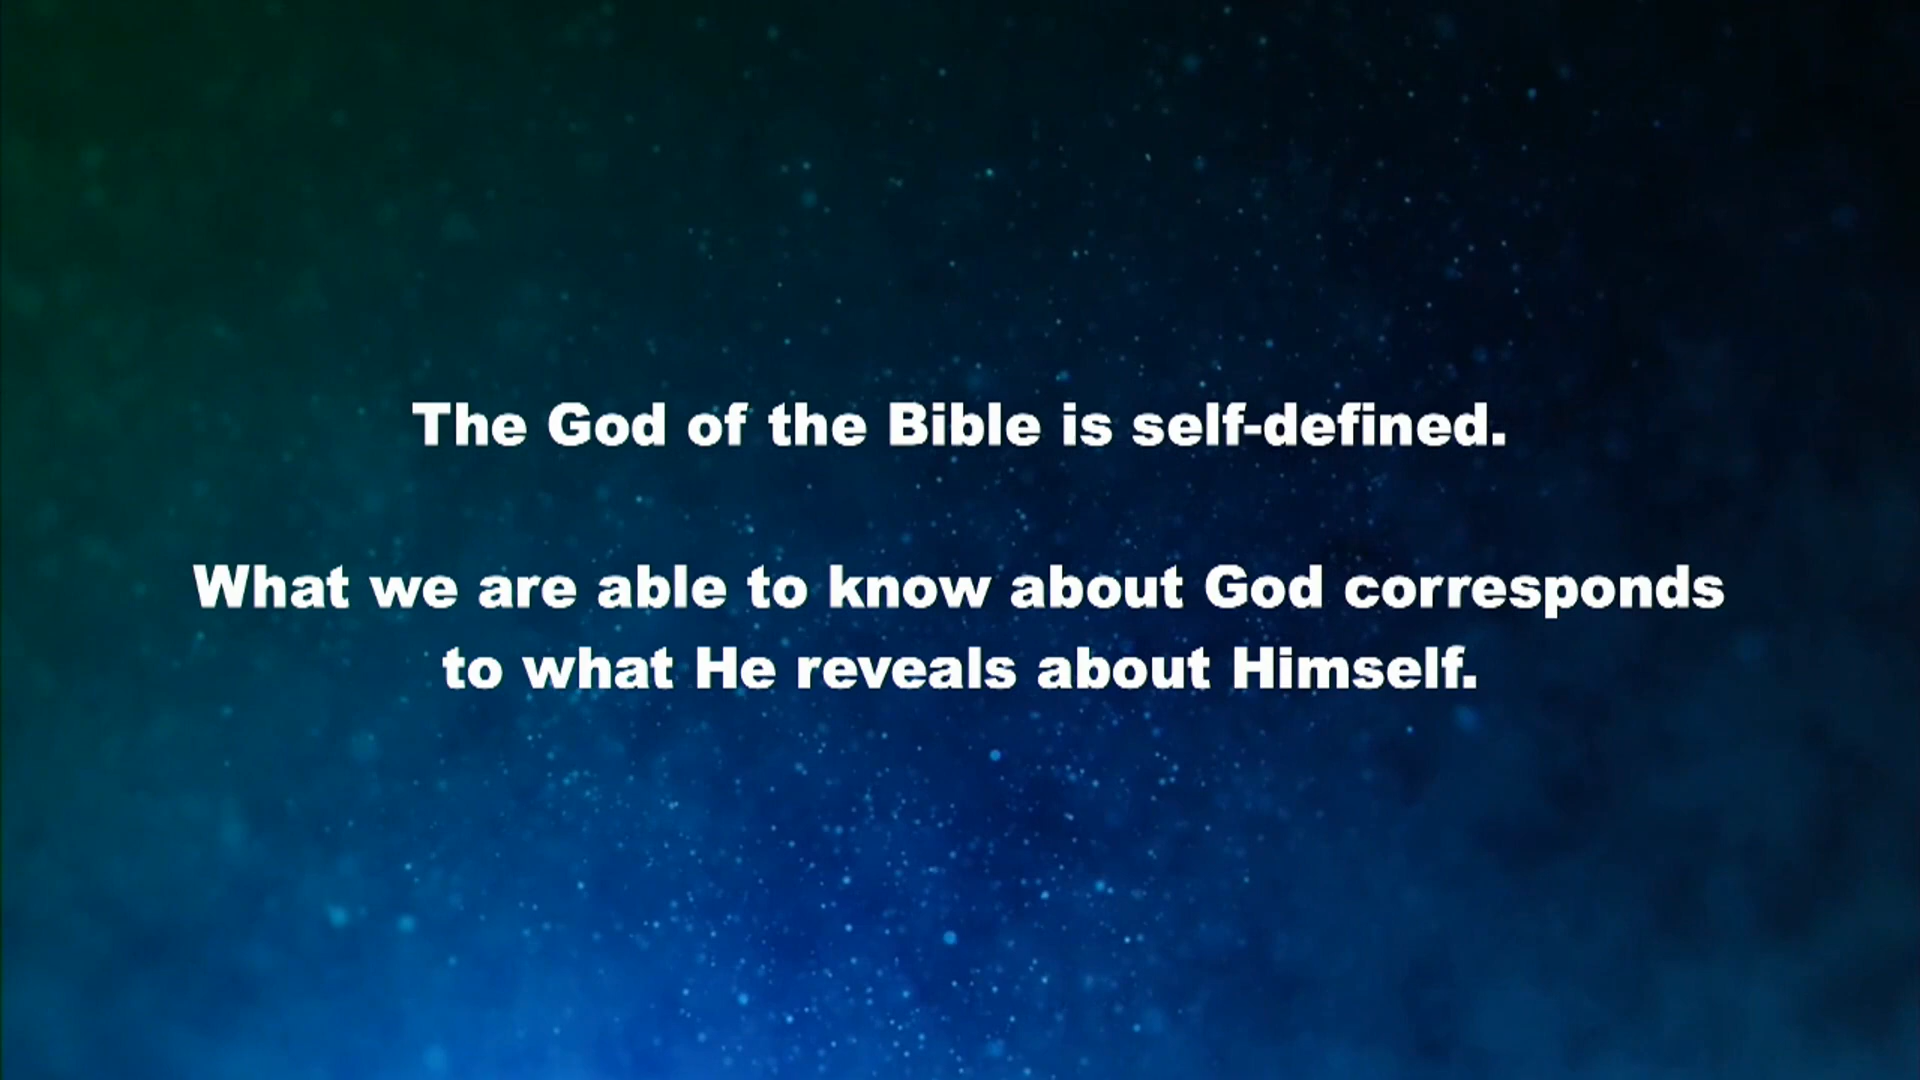 The God of the Bible is self-defined.
What we are able to know about God corresponds
to what He reveals about Himself.